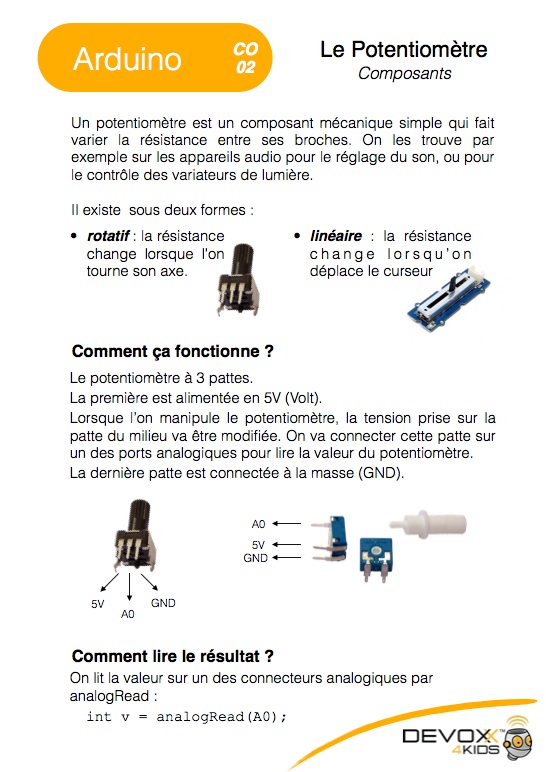 Arduino
CO
02
Le Potentiomètre
Composants
Un potentiomètre est un composant mécanique simple qui fait
varier la résistance entre ses broches. On les trouve par
exemple sur les appareils audio pour le réglage du son, ou pour
le contrôle des variateurs de lumière.
Il existe sous deux formes :
• rotatif : la résistance
change lorsque l'on
tourne son axe.
• linéaire : la résistance
change lorsqu'on
déplace le curseur
Comment ça fonctionne ?
Le potentiomètre à 3 pattes.
La première est alimentée en 5V (Volt).
Lorsque l'on manipule le potentiomètre, la tension prise sur la
patte du milieu va être modifiée. On va connecter cette patte sur
un des ports analogiques pour lire la valeur du potentiomètre.
La dernière patte est connectée à la masse (GND).
A0
5V
GND
5V
A0
GND
Comment lire le résultat ?
On lit la valeur sur un des connecteurs analogiques par
analogRead :
int v = analogRead(A0);
DEVOXX™
4KIDS